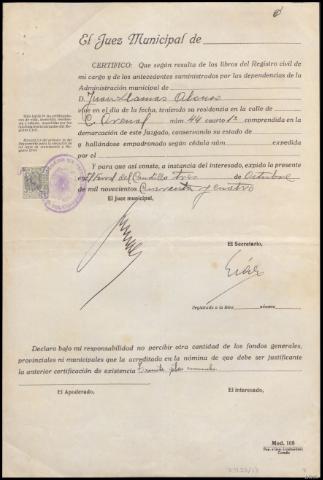 El Juez Municipal de
CERTIFICO: Que según resulta de los libros del Registro civil de
mi cargo y de los antecedentes suministrados por las dependencias de la
Administración municipal de
D. Juan Llamas Alonso
vive en el día de la fecha, teniendo su residencia en la calle de
C. Arenal núm. 44 cuarto 1º comprendida en la
demarcación de este Juzgado, conservando su estado de
y hallándose empadronado según cédula núm. expedida
por el
Y para que así conste, a instancia del interesado, expido la presente
en Ferrol del Caudillo tres de Octubre
de mil novecientos Cuarenta y cuatro
El juez municipal,
El Secretario,
Registrado a la número
Declaro bajo mi responsabilidad no percibir otra cantidad de los fondos generales,
provinciales ni municipales que la acreditada en la nómina de que debe ser justificante
la anterior certificación de existencia
El Apoderado,
El interesado,
Mod. 103